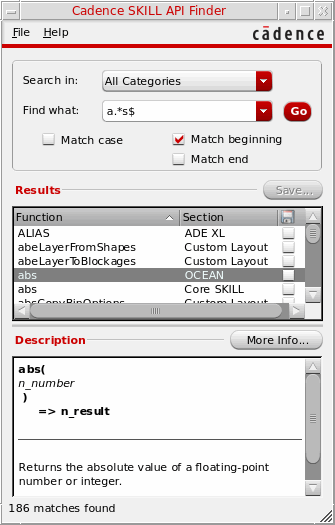 Cadence SKILL API Finder
File Help
cādence
Search in: All Categories
Find what: a.*s$ Go
Match case Match beginning
Match end
Results Save...
Function Section
ALIAS ADE XL
abeLayerFromShapes Custom Layout
abeLayerToBlockages Custom Layout
abs OCEAN
abs Core SKILL
absCopyBinOptions Custom Layout
Description More Info...
abs(
n_number
)
=> n_result
Returns the absolute value of a floating-point
number or integer.
186 matches found